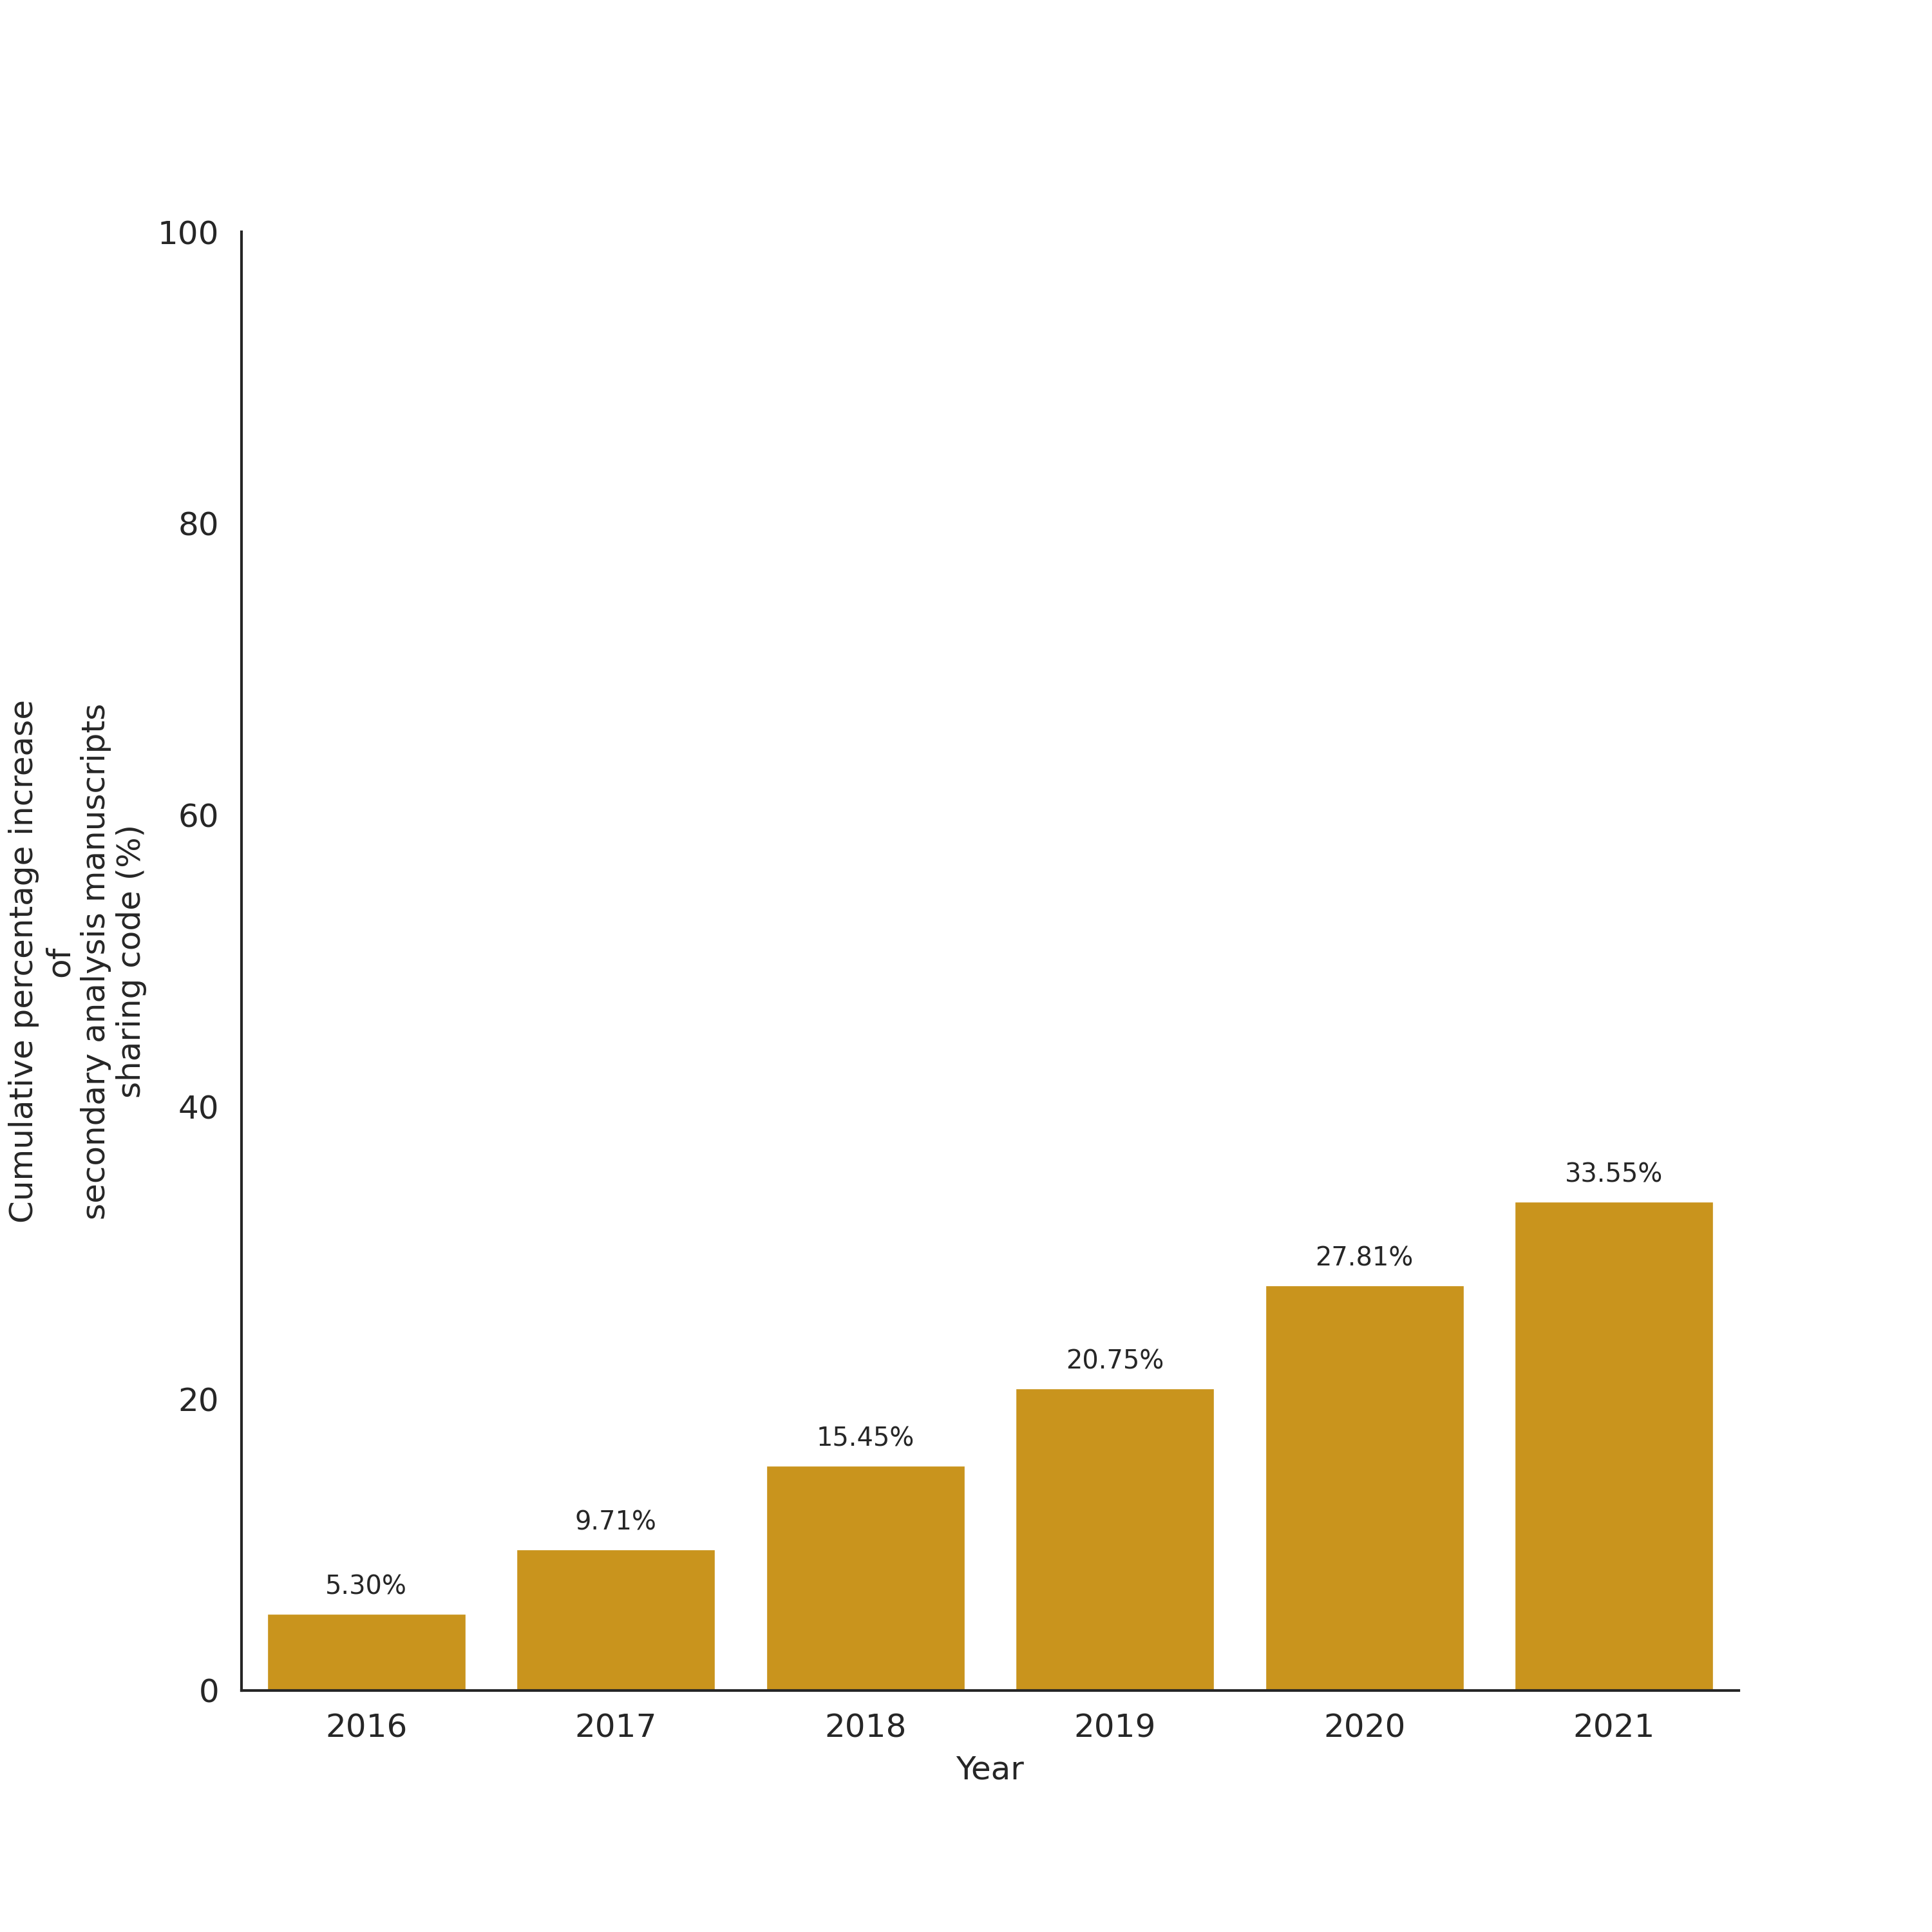 Cumulative percentage increase
of
secondary analysis manuscripts
sharing code (%)
100
80
60
40
20
0
5.30%
9.71%
15.45%
20.75%
27.81%
33.55%
2016 2017 2018 2019 2020 2021
Year